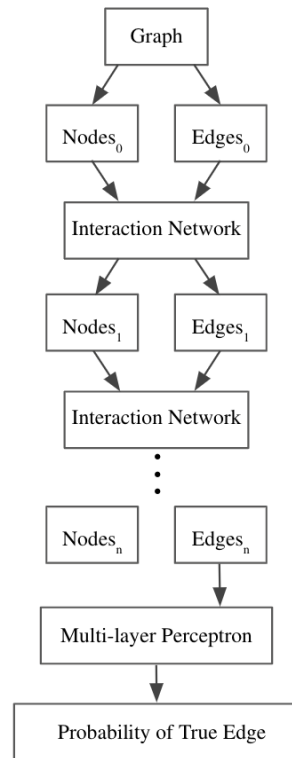 Graph
Nodes₀ Edges₀
Interaction Network
Nodes₁ Edges₁
Interaction Network
Nodesₙ Edgesₙ
Multi-layer Perceptron
Probability of True Edge